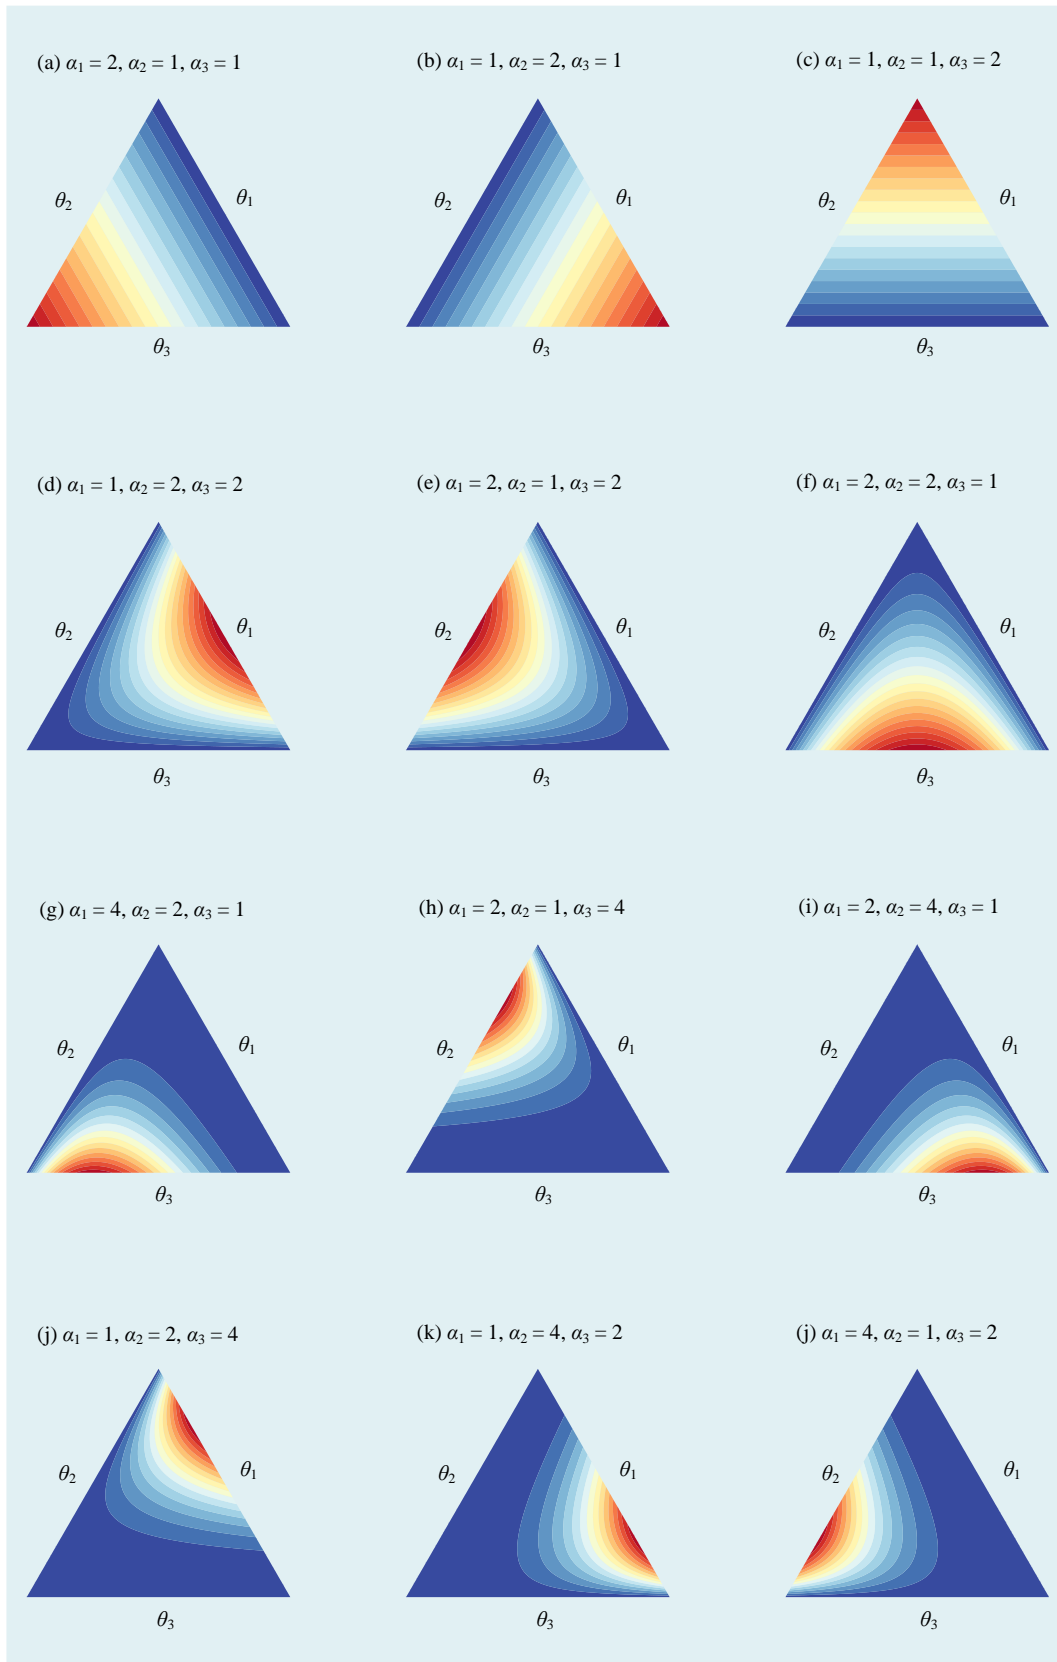 (a) α₁ = 2, α₂ = 1, α₃ = 1
(b) α₁ = 1, α₂ = 2, α₃ = 1
(c) α₁ = 1, α₂ = 1, α₃ = 2
θ₂
θ₁
θ₂
θ₁
θ₂
θ₁
θ₃
θ₃
θ₃
(d) α₁ = 1, α₂ = 2, α₃ = 2
(e) α₁ = 2, α₂ = 1, α₃ = 2
(f) α₁ = 2, α₂ = 2, α₃ = 1
θ₂
θ₁
θ₂
θ₁
θ₂
θ₁
θ₃
θ₃
θ₃
(g) α₁ = 4, α₂ = 2, α₃ = 1
(h) α₁ = 2, α₂ = 1, α₃ = 4
(i) α₁ = 2, α₂ = 4, α₃ = 1
θ₂
θ₁
θ₂
θ₁
θ₂
θ₁
θ₃
θ₃
θ₃
(j) α₁ = 1, α₂ = 2, α₃ = 4
(k) α₁ = 1, α₂ = 4, α₃ = 2
(j) α₁ = 4, α₂ = 1, α₃ = 2
θ₂
θ₁
θ₂
θ₁
θ₂
θ₁
θ₃
θ₃
θ₃